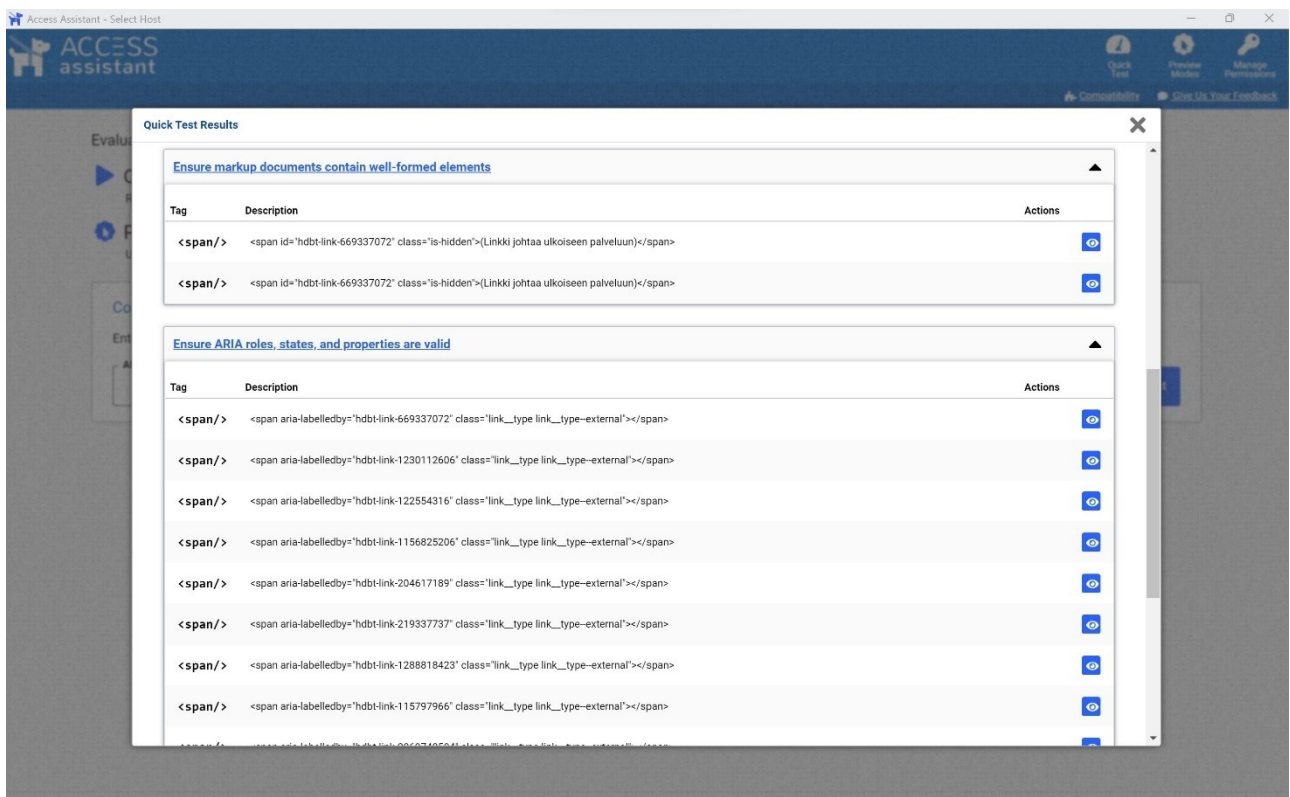 Access Assistant - Select Host
ACCESS
assistant
Quick
Test
Preview
Modes
Manage
Permissions
Compatibility
Give Us Your Feedback
Quick Test Results
Evalu
Ensure markup documents contain well-formed elements
Tag Description Actions
<span/> <span id="hdbt-link-669337072" class="is-hidden">(Linkki johtaa ulkoiseen palveluun)</span>
<span/> <span id="hdbt-link-669337072" class="is-hidden">(Linkki johtaa ulkoiseen palveluun)</span>
Co
Ent
Ensure ARIA roles, states, and properties are valid
Tag Description Actions
<span/> <span aria-labelledby="hdbt-link-669337072" class="link__type link__type--external"></span>
<span/> <span aria-labelledby="hdbt-link-1230112606" class="link__type link__type--external"></span>
<span/> <span aria-labelledby="hdbt-link-122554316" class="link__type link__type--external"></span>
<span/> <span aria-labelledby="hdbt-link-1156825206" class="link__type link__type--external"></span>
<span/> <span aria-labelledby="hdbt-link-204617189" class="link__type link__type--external"></span>
<span/> <span aria-labelledby="hdbt-link-219337737" class="link__type link__type--external"></span>
<span/> <span aria-labelledby="hdbt-link-1288818423" class="link__type link__type--external"></span>
<span/> <span aria-labelledby="hdbt-link-115797966" class="link__type link__type--external"></span>